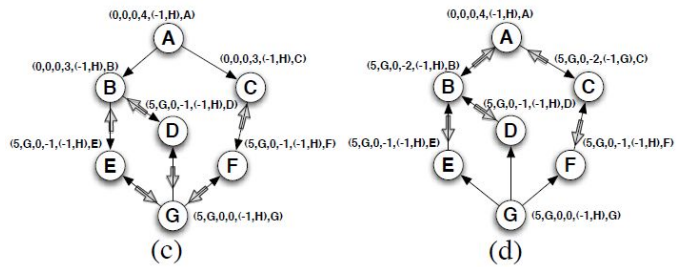 (0,0,0,4,(-1,H),A)
A
(0,0,0,3,(-1,H),B)
(0,0,0,3,(-1,H),C)
B
C
(5,G,0,-1,(-1,H),D)
D
(5,G,0,-1,(-1,H),E)
(5,G,0,-1,(-1,H),F)
E
F
G
(5,G,0,0,(-1,H),G)
(c)
(0,0,0,4,(-1,H),A)
A
(5,G,0,-2,(-1,H),B)
(5,G,0,-2,(-1,G),C)
B
C
(5,G,0,-1,(-1,H),D)
D
(5,G,0,-1,(-1,H),E)
(5,G,0,-1,(-1,H),F)
E
F
G
(5,G,0,0,(-1,H),G)
(d)